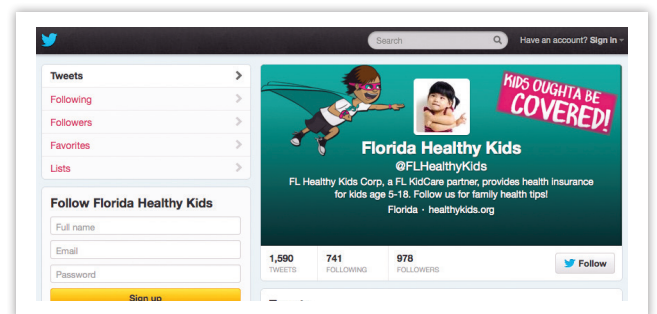 Search
Have an account? Sign in
Tweets
Following
Followers
Favorites
Lists
Follow Florida Healthy Kids
Full name
Email
Password
Sign up
KIDS OUGHTA BE
COVERED!
Florida Healthy Kids
@FLHealthyKids
FL Healthy Kids Corp, a FL KidCare partner, provides health insurance
for kids age 5-18. Follow us for family health tips!
Florida · healthykids.org
1,590
TWEETS
741
FOLLOWING
978
FOLLOWERS
Follow